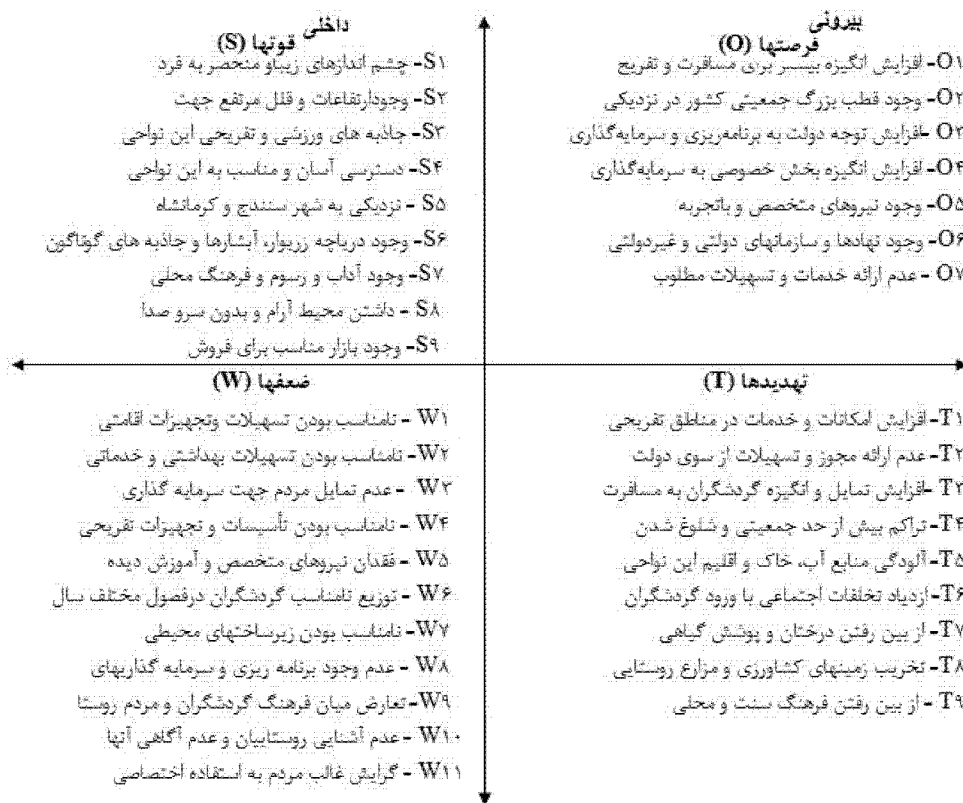 بیرونی
فرصتها (O)
O۱- افزایش انگیزه بیشتر برای مسافرت و تفریح
O۲- وجود قطب بزرگ جمعیتی کشور در نزدیکی
O۳- افزایش توجه دولت به برنامه‌ریزی و سرمایه‌گذاری
O۴- افزایش انگیزه بخش خصوصی به سرمایه‌گذاری
O۵- وجود نیروهای متخصص و باتجربه
O۶- وجود نهادها و سازمانهای دولتی و غیردولتی
O۷ - عدم ارائه خدمات و تسهیلات مطلوب
داخلی
قوتها (S)
S۱- چشم اندازهای زیباو منحصر به فرد
S۲- وجودارتفاعات و قلل مرتفع جهت
S۳- جاذبه های ورزشی و تفریحی این نواحی
S۴- دسترسی آسان و مناسب به این نواحی
S۵ - نزدیکی به شهر سنندج و کرمانشاه
S۶- وجود دریاچه زریوار، آبشارها و جاذبه های گوناگون
S۷ - وجود آداب و رسوم و فرهنگ محلی
S۸ - داشتن محیط آرام و بدون سرو صدا
S۹- وجود بازار مناسب برای فروش
تهدیدها (T)
T۱- افزایش امکانات و خدمات در مناطق تفریحی
T۲- عدم ارائه مجوز و تسهیلات از سوی دولت
T۳- افزایش تمایل و انگیزه گردشگران به مسافرت
T۴- تراکم بیش از حد جمعیتی و شلوغ شدن
T۵- آلودگی منابع آب، خاک و اقلیم این نواحی
T۶- ازدیاد تخلفات اجتماعی با ورود گردشگران
T۷- از بین رفتن درختان و پوشش گیاهی
T۸- تخریب زمینهای کشاورزی و مزارع روستایی
T۹ - از بین رفتن فرهنگ سنت و محلی
ضعفها (W)
W۱ - نامناسب بودن تسهیلات وتجهیزات اقامتی
W۲ - نامناسب بودن تسهیلات بهداشتی و خدماتی
W۳ - عدم تمایل مردم جهت سرمایه گذاری
W۴ - نامناسب بودن تأسیسات و تجهیزات تفریحی
W۵ - فقدان نیروهای متخصص و آموزش دیده
W۶ - توزیع نامناسب گردشگران درفصول مختلف سال
W۷- نامناسب بودن زیرساختهای محیطی
W۸ - عدم وجود برنامه ریزی و سرمایه گذاریهای
W۹- تعارض میان فرهنگ گردشگران و مردم روستا
W۱۰ - عدم آشنایی روستاییان و عدم آگاهی آنها
W۱۱ - گرایش غالب مردم به استفاده اختصاصی